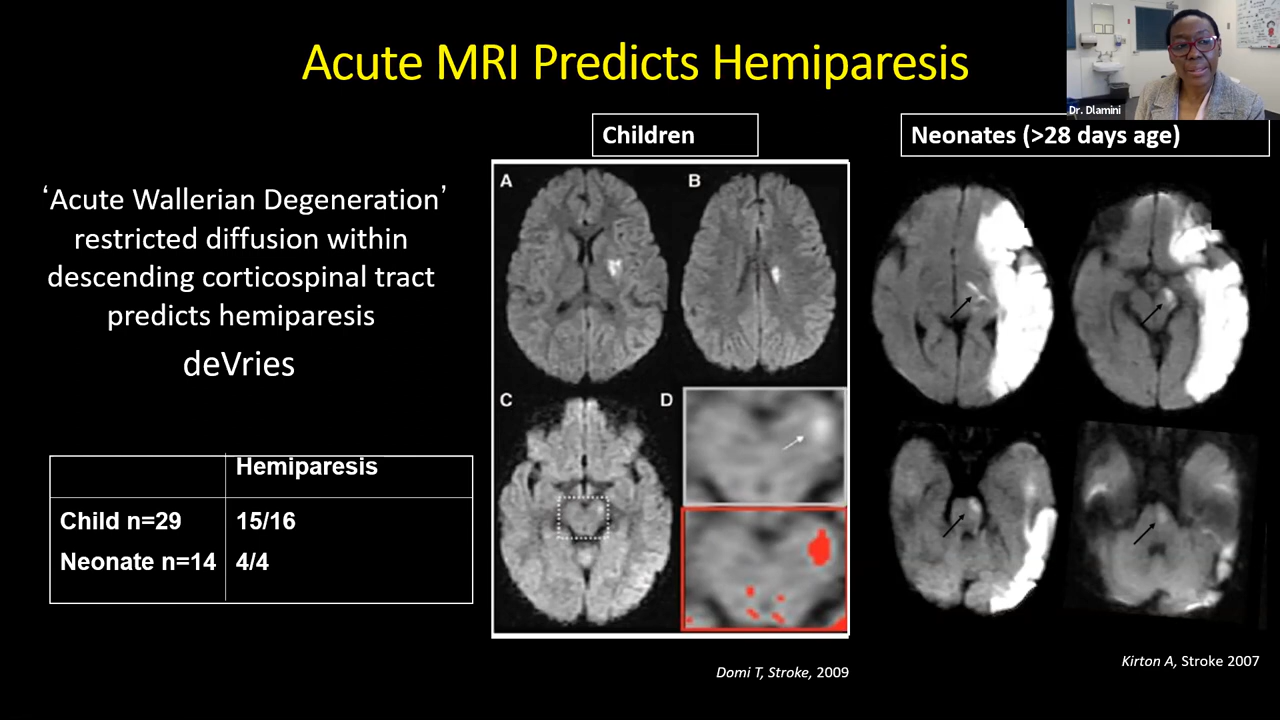 Acute MRI Predicts Hemiparesis
Dr. Dlamini
‘Acute Wallerian Degeneration’
restricted diffusion within
descending corticospinal tract
predicts hemiparesis
deVries
Hemiparesis
Child n=29 15/16
Neonate n=14 4/4
Children
A B
C D
Domi T, Stroke, 2009
Neonates (>28 days age)
Kirton A, Stroke 2007